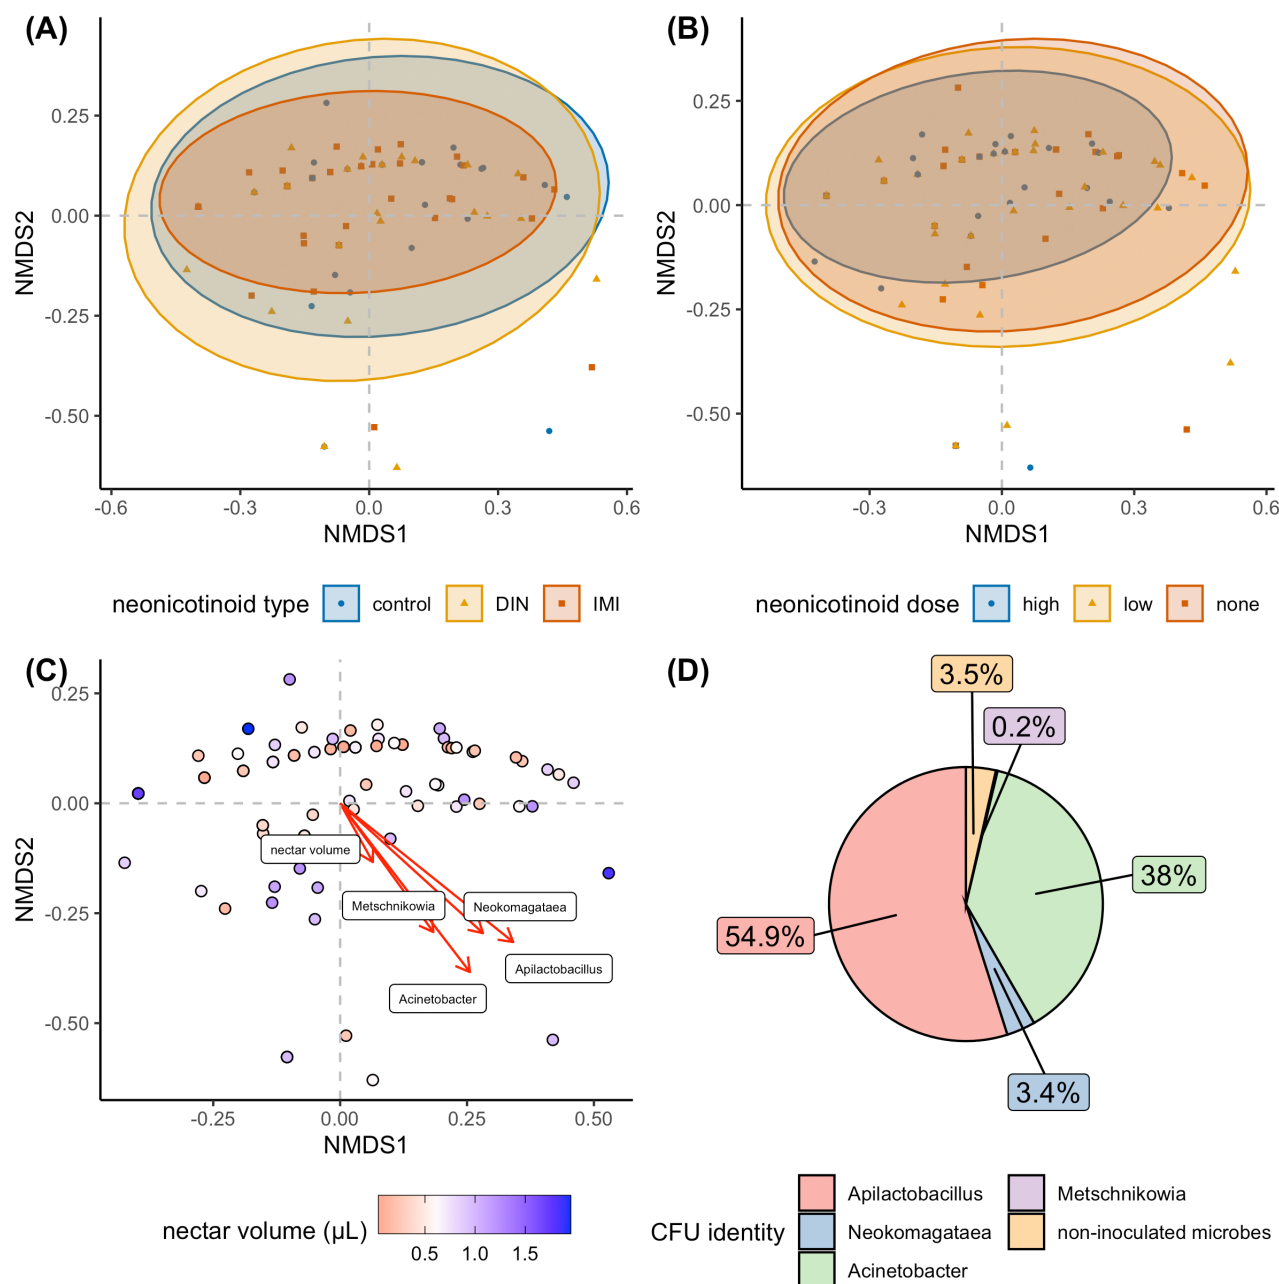 (A)
NMDS2
0.25
0.00
-0.25
-0.50
-0.6
-0.3
0.0
0.3
0.6
NMDS1
neonicotinoid type
control
DIN
IMI
(B)
NMDS2
0.25
0.00
-0.25
-0.50
-0.3
0.0
0.3
0.6
NMDS1
neonicotinoid dose
high
low
none
(C)
NMDS2
0.25
0.00
-0.25
-0.50
nectar volume
Metschnikowia
Neokomagataea
Apilactobacillus
Acinetobacter
-0.25
0.00
0.25
0.50
NMDS1
nectar volume (µL)
0.5
1.0
1.5
(D)
3.5%
0.2%
38%
54.9%
3.4%
CFU identity
Apilactobacillus
Neokomagataea
Acinetobacter
Metschnikowia
non-inoculated microbes